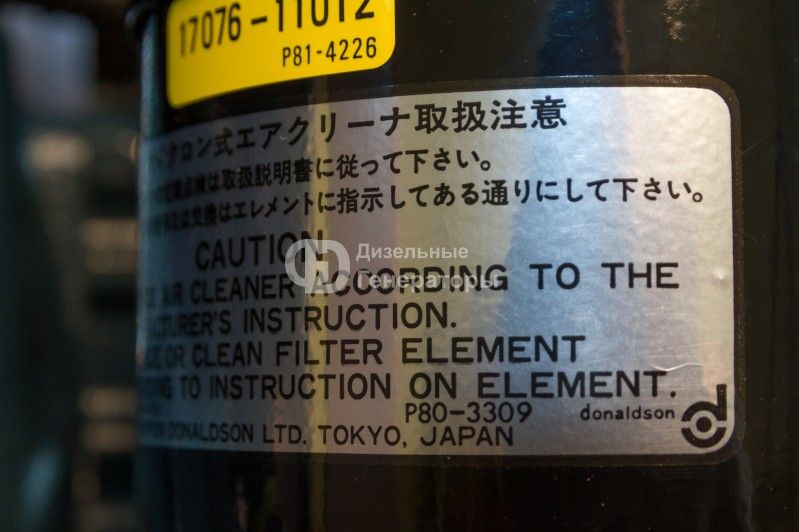 17076-11012
P81-4226
クロン式エアクリーナ取扱注意
点検は取扱説明書に従って下さい。
交換はエレメントに指示してある通りにして下さい。
CAUTION
Дизельные
Генераторы
AIR CLEANER ACCORDING TO THE
TURER'S INSTRUCTION.
OR CLEAN FILTER ELEMENT
TO INSTRUCTION ON ELEMENT.
P80-3309
donaldson
DONALDSON LTD. TOKYO, JAPAN